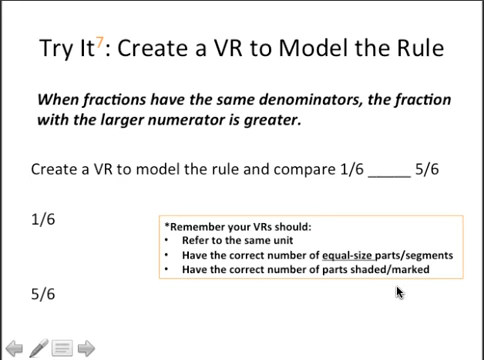 Try It7: Create a VR to Model the Rule
When fractions have the same denominators, the fraction
with the larger numerator is greater.
Create a VR to model the rule and compare 1/6 _____ 5/6
1/6
*Remember your VRs should:
• Refer to the same unit
• Have the correct number of equal-size parts/segments
• Have the correct number of parts shaded/marked
5/6